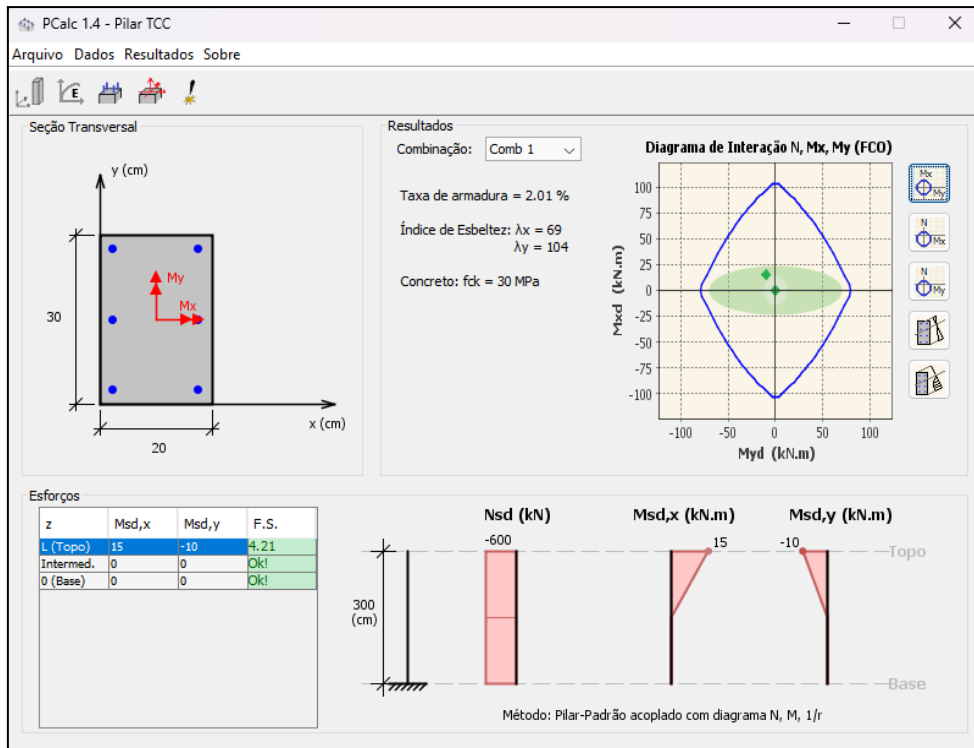 PCalc 1.4 - Pilar TCC
Arquivo Dados Resultados Sobre
E
Seção Transversal
y (cm)
My
Mx
30
x (cm)
20
Resultados
Combinação: Comb 1
Taxa de armadura = 2.01 %
Índice de Esbeltez: λx = 69
λy = 104
Concreto: fck = 30 MPa
Diagrama de Interação N, Mx, My (FCO)
Mxd (kN.m)
100
75
50
25
0
-25
-50
-75
-100
-100 -50 0 50 100
Myd (kN.m)
Mx
My
N
Mx
N
My
Esforços
z Msd,x Msd,y F.S.
L (Topo) 15 -10 4.21
Intermed. 0 0 Ok!
0 (Base) 0 0 Ok!
300
(cm)
Nsd (kN) Msd,x (kN.m) Msd,y (kN.m)
-600 15 -10 Topo
Base
Método: Pilar-Padrão acoplado com diagrama N, M, 1/r